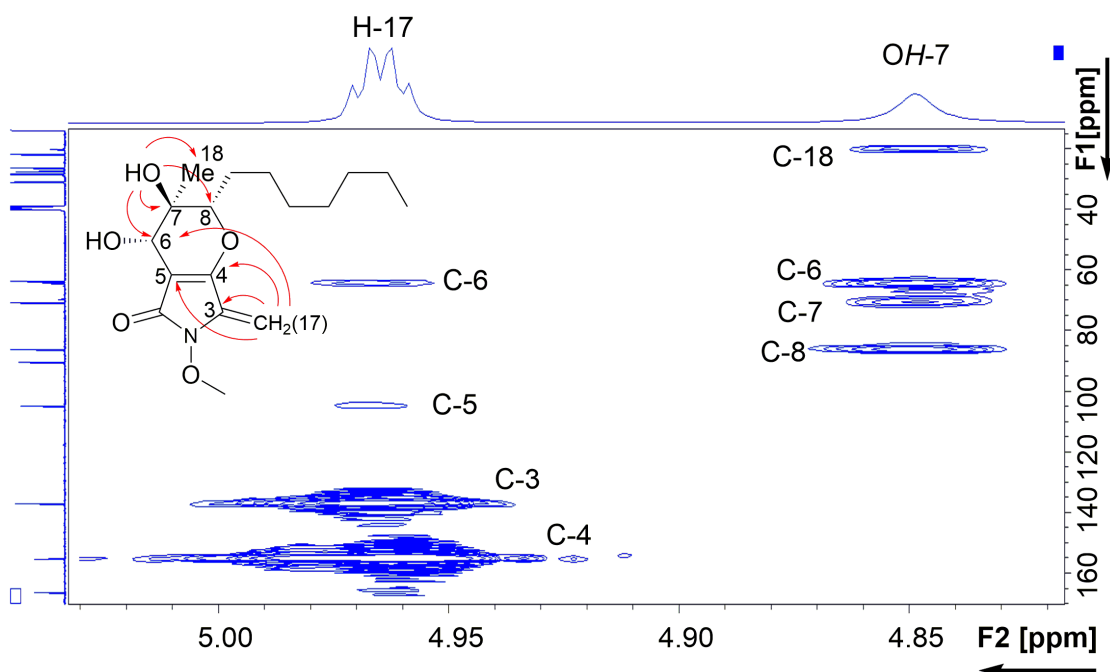 H-17
OH-7
F1[ppm]
18
HO
Me
C-18
7
8
40
HO
6
O
C-6
C-6
60
5
4
C-7
O
3
CH2(17)
80
N
C-8
O
C-5
100
120
C-3
140
C-4
160
5.00
4.95
4.90
4.85
F2 [ppm]